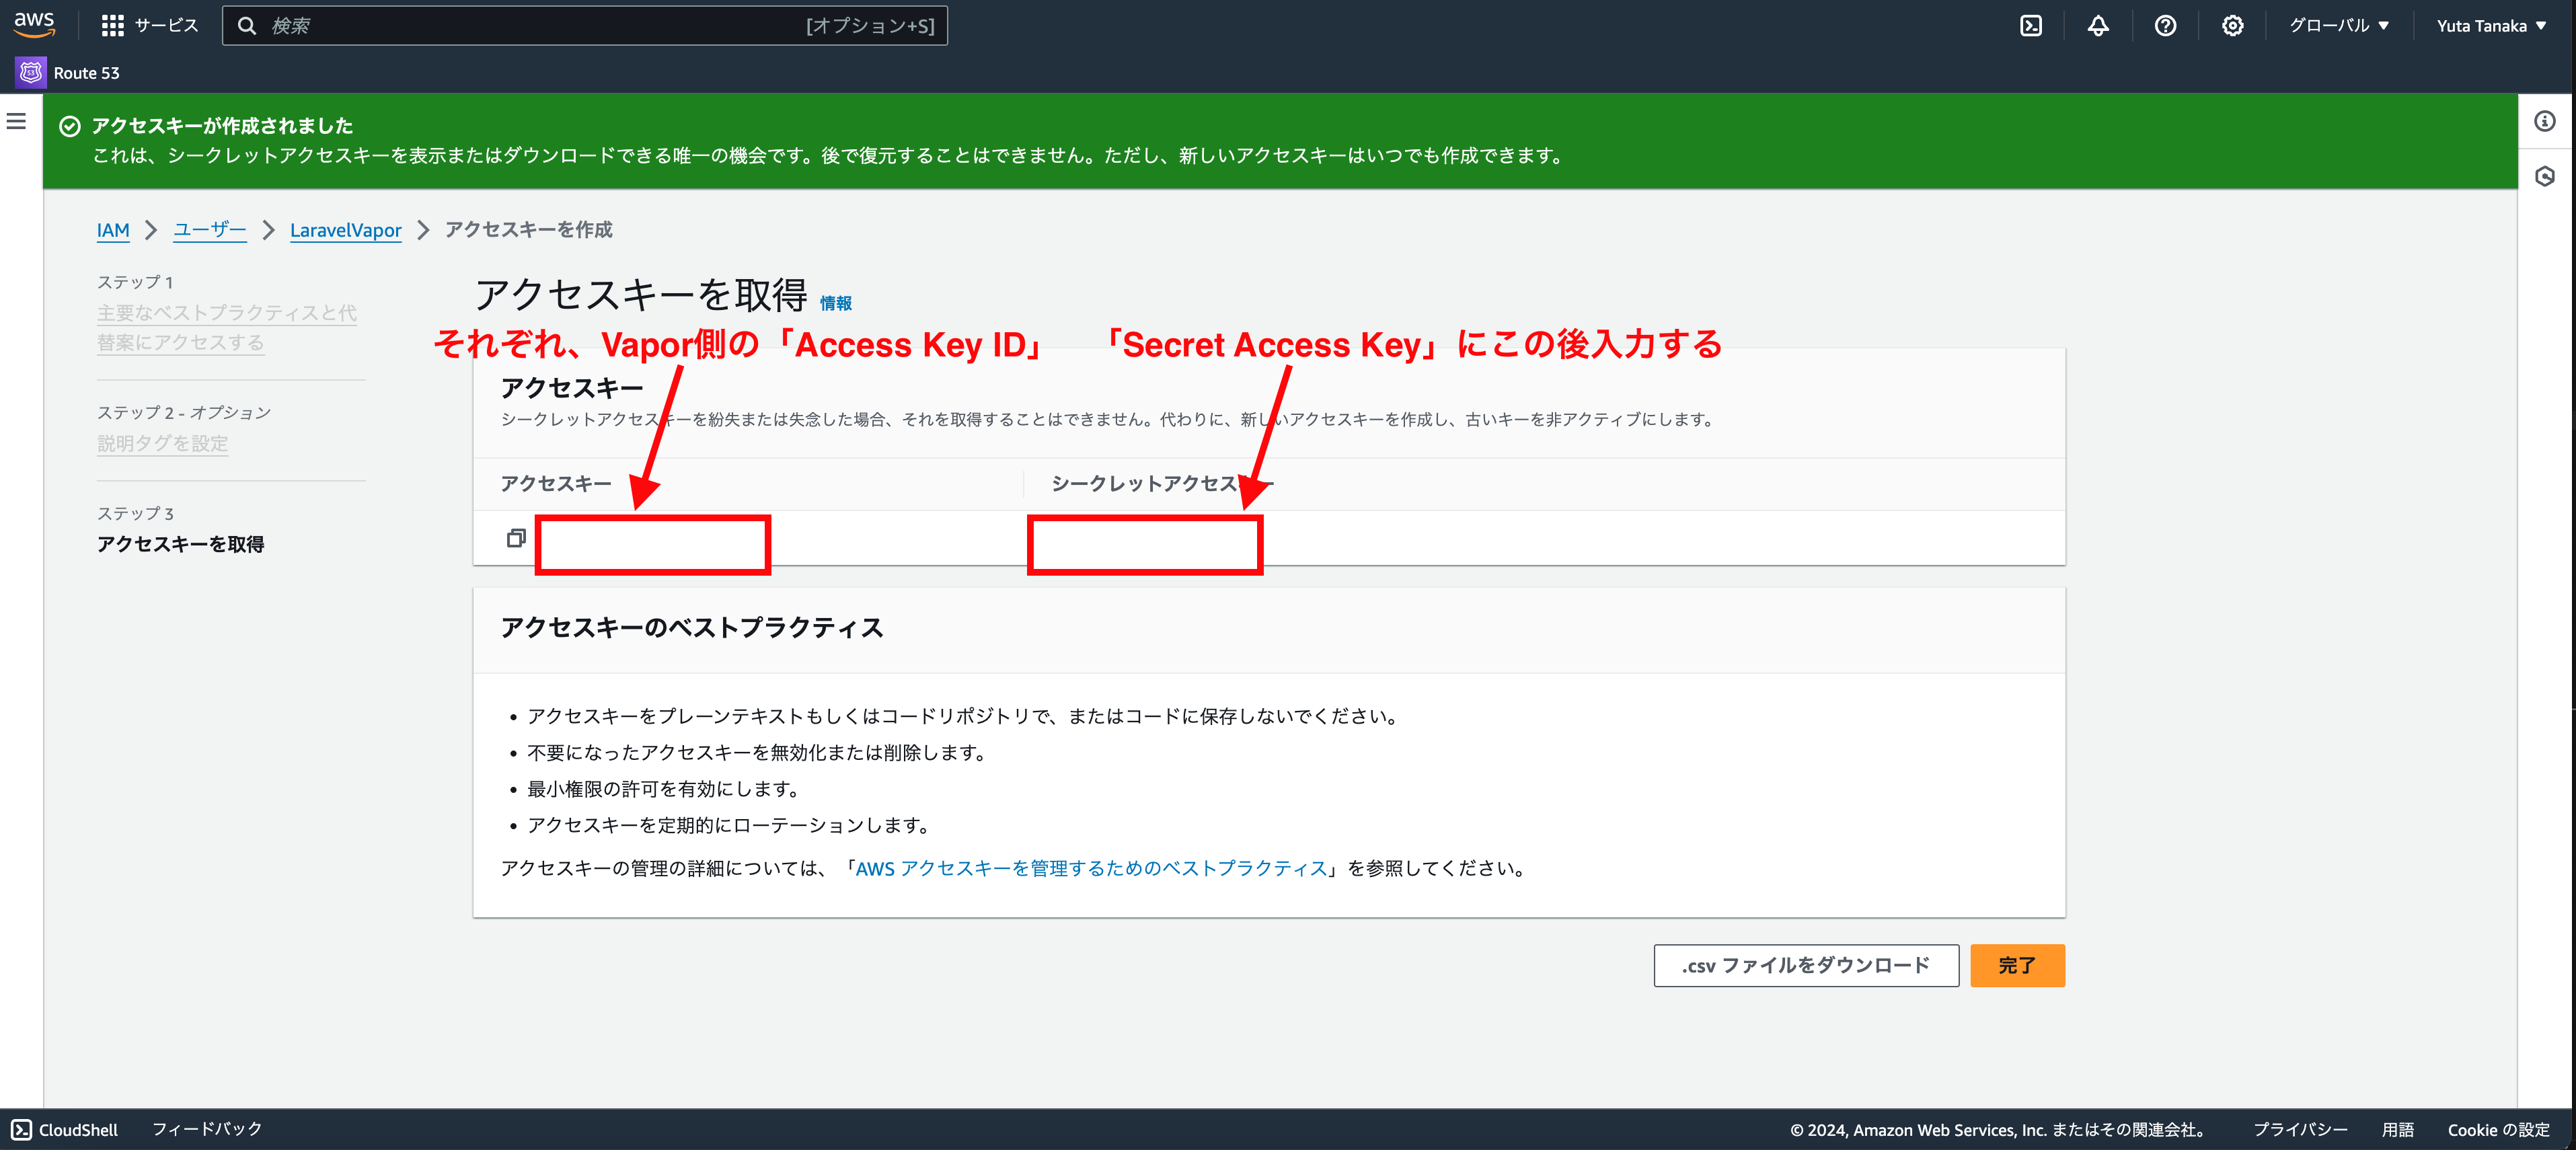 aws
サービス
検索
[オプション+S]
グローバル ▼
Yuta Tanaka ▼
53
Route 53
アクセスキーが作成されました
これは、シークレットアクセスキーを表示またはダウンロードできる唯一の機会です。後で復元することはできません。ただし、新しいアクセスキーはいつでも作成できます。
IAM
ユーザー
LaravelVapor
アクセスキーを作成
ステップ 1
主要なベストプラクティスと代
替案にアクセスする
ステップ 2 - オプション
説明タグを設定
ステップ 3
アクセスキーを取得
アクセスキーを取得 情報
それぞれ、Vapor側の「Access Key ID」 「Secret Access Key」にこの後入力する
アクセスキー
シークレットアクセスキーを紛失または失念した場合、それを取得することはできません。代わりに、新しいアクセスキーを作成し、古いキーを非アクティブにします。
アクセスキー
シークレットアクセスキー
アクセスキーのベストプラクティス
• アクセスキーをプレーンテキストもしくはコードリポジトリで、またはコードに保存しないでください。
• 不要になったアクセスキーを無効化または削除します。
• 最小権限の許可を有効にします。
• アクセスキーを定期的にローテーションします。
アクセスキーの管理の詳細については、「AWS アクセスキーを管理するためのベストプラクティス」を参照してください。
.csv ファイルをダウンロード
完了
CloudShell
フィードバック
© 2024, Amazon Web Services, Inc. またはその関連会社。
プライバシー
用語
Cookie の設定